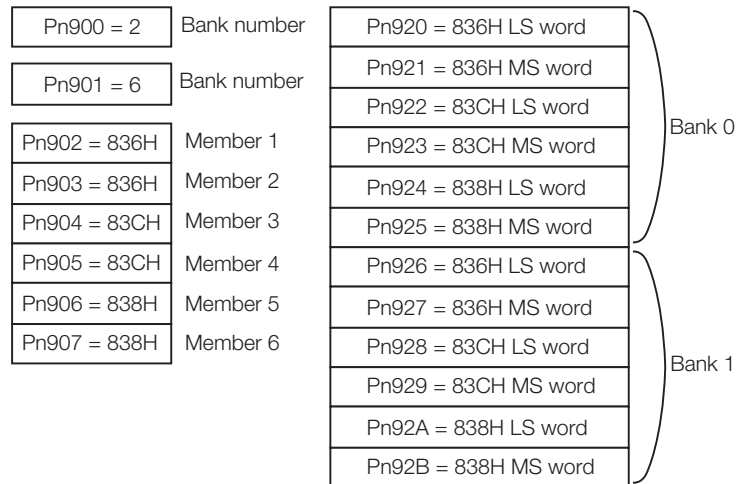 Pn900 = 2 Bank number
Pn901 = 6 Bank number
Pn902 = 836H Member 1
Pn903 = 836H Member 2
Pn904 = 83CH Member 3
Pn905 = 83CH Member 4
Pn906 = 838H Member 5
Pn907 = 838H Member 6
Pn920 = 836H LS word
Pn921 = 836H MS word
Pn922 = 83CH LS word
Pn923 = 83CH MS word
Pn924 = 838H LS word
Pn925 = 838H MS word
Bank 0
Pn926 = 836H LS word
Pn927 = 836H MS word
Pn928 = 83CH LS word
Pn929 = 83CH MS word
Pn92A = 838H LS word
Pn92B = 838H MS word
Bank 1